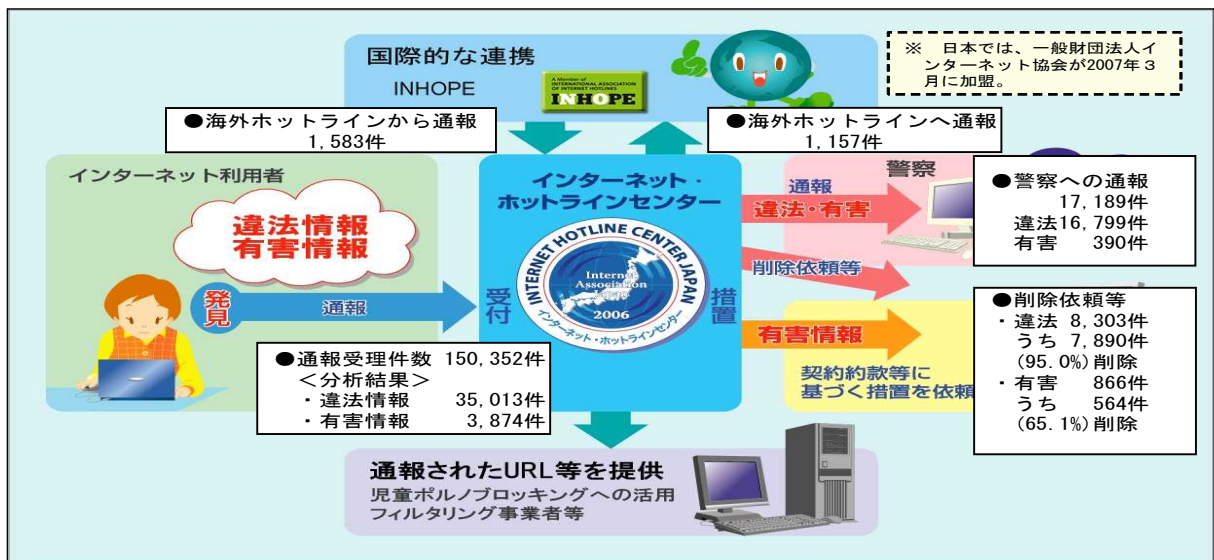 国際的な連携
INHOPE
A Member of
INTERNATIONAL ASSOCIATION
OF INTERNET HOTLINES
INHOPE
※　日本では、一般財団法人イ
ンターネット協会が2007年３
月に加盟。
●海外ホットラインから通報
1,583件
●海外ホットラインへ通報
1,157件
インターネット利用者
違法情報
有害情報
発見
通報
受付
インターネット・
ホットラインセンター
INTERNET HOTLINE CENTER JAPAN
Internet
Association
Japan
2006
インターネット・ホットラインセンター
措置
警察
通報
違法・有害
削除依頼等
有害情報
契約約款等に
基づく措置を依頼
●警察への通報
17,189件
違法16,799件
有害　390件
●削除依頼等
・違法 8,303件
うち 7,890件
(95.0%)削除
・有害　866件
うち　564件
(65.1%)削除
●通報受理件数 150,352件
＜分析結果＞
・違法情報　35,013件
・有害情報　3,874件
通報されたURL等を提供
児童ポルノブロッキングへの活用
フィルタリング事業者等